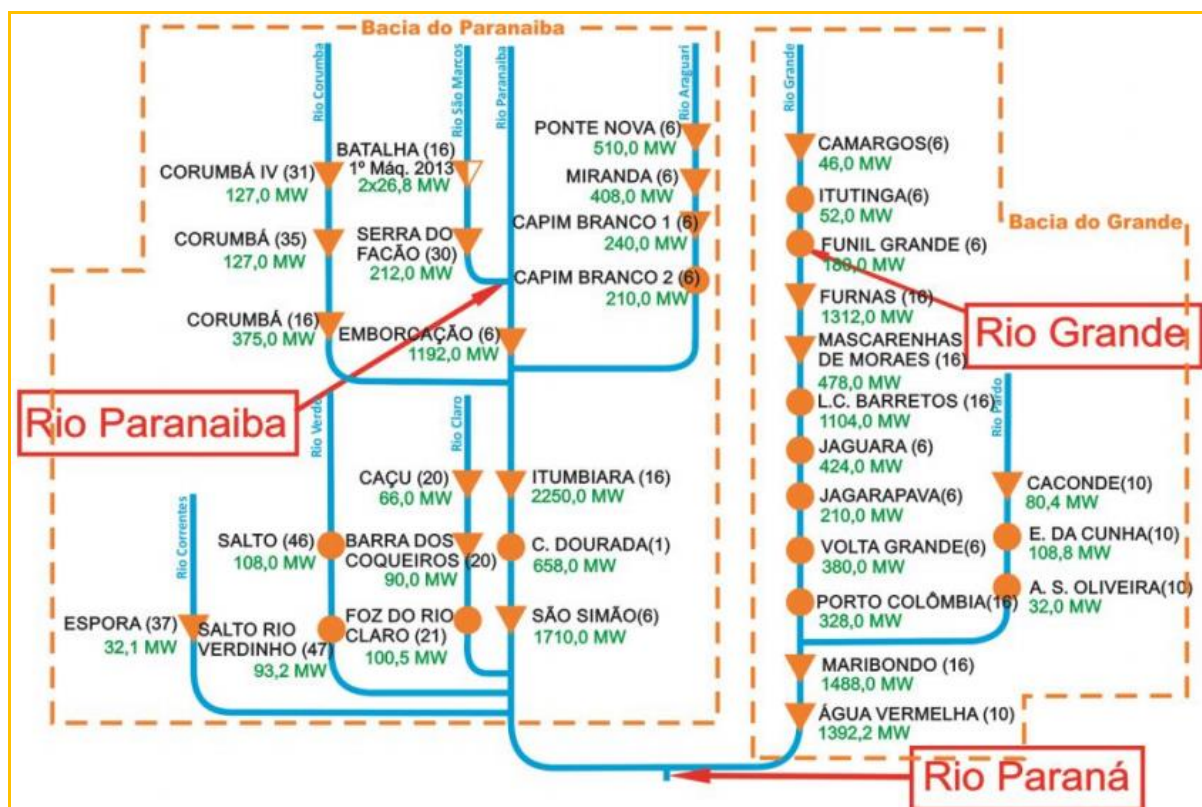 Bacia do Paranaiba
Rio Corumba
Rio São Marcos
Rio Paranaiba
Rio Araguari
CORUMBÁ IV (31)
127,0 MW
CORUMBÁ (35)
127,0 MW
CORUMBÁ (16)
375,0 MW
BATALHA (16)
1º Máq. 2013
2x26,8 MW
SERRA DO
FACÃO (30)
212,0 MW
EMBORCAÇÃO (6)
1192,0 MW
PONTE NOVA (6)
510,0 MW
MIRANDA (6)
408,0 MW
CAPIM BRANCO 1 (6)
240,0 MW
CAPIM BRANCO 2 (6)
210,0 MW
Rio Paranaiba
Rio Verde
Rio Claro
Rio Correntes
CAÇU (20)
66,0 MW
SALTO (46)
108,0 MW
BARRA DOS
COQUEIROS (20)
90,0 MW
ESPORA (37)
32,1 MW
SALTO RIO
VERDINHO (47)
93,2 MW
FOZ DO RIO
CLARO (21)
100,5 MW
ITUMBIARA (16)
2250,0 MW
C. DOURADA(1)
658,0 MW
SÃO SIMÃO(6)
1710,0 MW
Rio Grande
Bacia do Grande
CAMARGOS(6)
46,0 MW
ITUTINGA(6)
52,0 MW
FUNIL GRANDE (6)
180,0 MW
FURNAS (16)
1312,0 MW
Rio Grande
MASCARENHAS
DE MORAES (16)
478,0 MW
L.C. BARRETOS (16)
1104,0 MW
JAGUARA (6)
424,0 MW
JAGARAPAVA(6)
210,0 MW
VOLTA GRANDE(6)
380,0 MW
PORTO COLÔMBIA(16)
328,0 MW
Rio Pardo
CACONDE(10)
80,4 MW
E. DA CUNHA(10)
108,8 MW
A. S. OLIVEIRA(10)
32,0 MW
MARIBONDO (16)
1488,0 MW
ÁGUA VERMELHA (10)
1392,2 MW
Rio Paraná